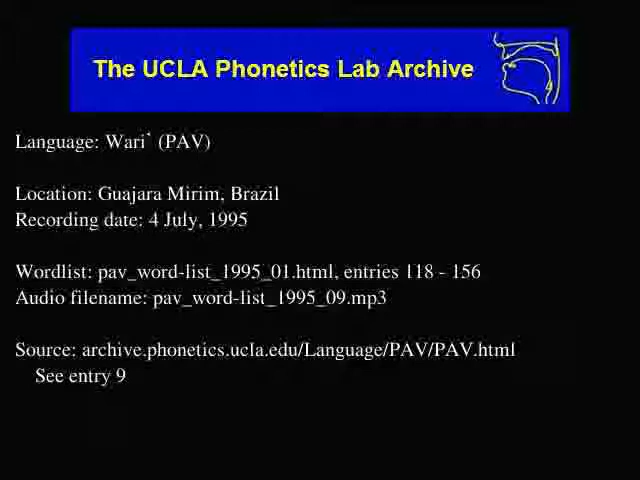 The UCLA Phonetics Lab Archive
Language: Wari` (PAV)
Location: Guajara Mirim, Brazil
Recording date: 4 July, 1995
Wordlist: pav_word-list_1995_01.html, entries 118 - 156
Audio filename: pav_word-list_1995_09.mp3
Source: archive.phonetics.ucla.edu/Language/PAV/PAV.html
See entry 9